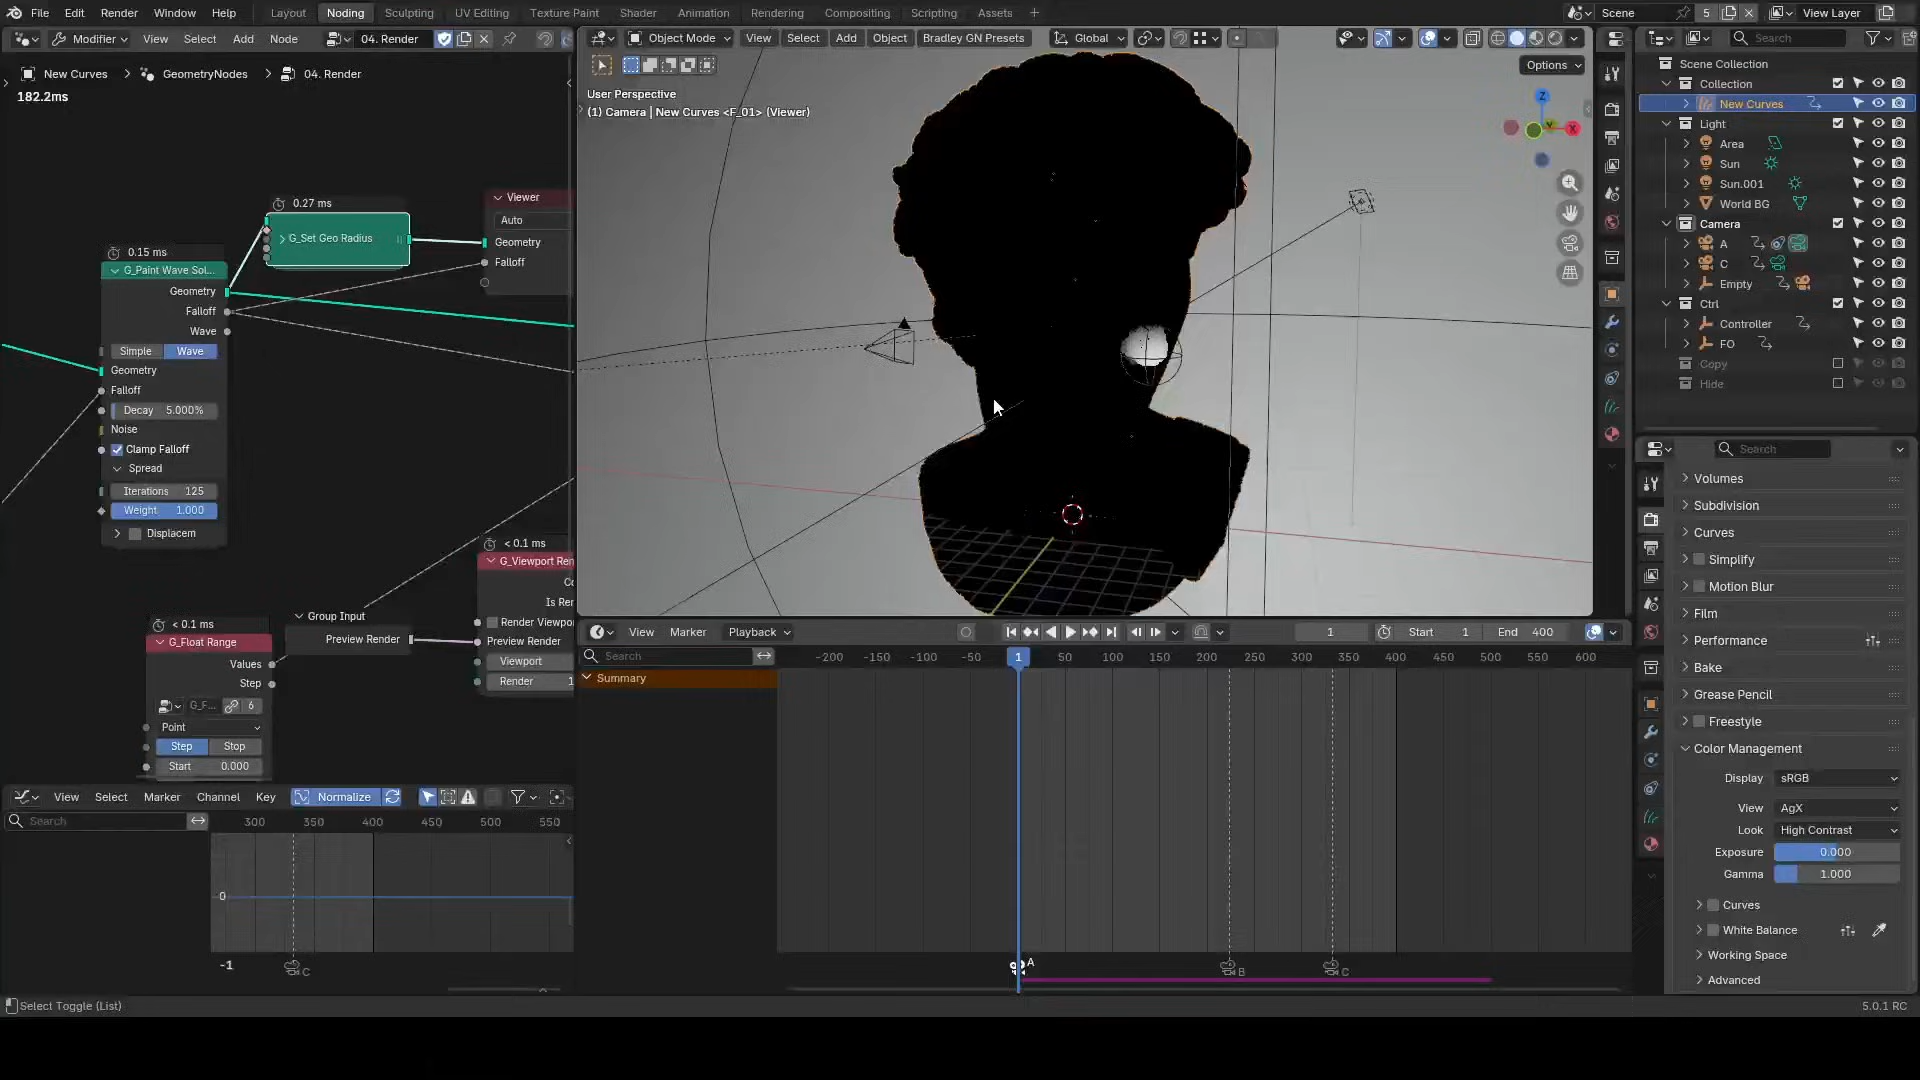 File Edit Render Window Help Layout Noding Sculpting UV Editing Texture Paint Shader Animation Rendering Compositing Scripting Assets Scene 5 View Layer
Modifier View Select Add Node 04. Render
Object Mode View Select Add Object Bradley GN Presets Global
Search
Options
New Curves > GeometryNodes > 04. Render
182.2ms
0.27 ms
G_Set Geo Radius
Viewer
Auto
Geometry
Falloff
0.15 ms
G_Paint Wave Sol...
Geometry
Falloff
Wave
Simple Wave
Geometry
Falloff
Decay 5.000%
Noise
Clamp Falloff
Spread
Iterations 125
Weight 1.000
Displacem
< 0.1 ms
G_Float Range
Values
Step
G_F... 6
Point
Step Stop
Start 0.000
Group Input
Preview Render
< 0.1 ms
G_Viewport Ren
Is Ren
Render Viewpo
Preview Render
Viewport
Render 1
User Perspective
(1) Camera | New Curves <F_01> (Viewer)
Z
Y
X
View Marker Playback 1 Start 1 End 400
Search
-200 -150 -100 -50 1 50 100 150 200 250 300 350 400 450 500 550 600
Summary
A
B
C
View Select Marker Channel Key Normalize
Search
300 350 400 450 500 550
0
-1
C
Scene Collection
Collection
New Curves
Light
Area
Sun
Sun.001
World BG
Camera
A
C
Empty
Ctrl
Controller
FO
Copy
Hide
Search
Volumes
Subdivision
Curves
Simplify
Motion Blur
Film
Performance
Bake
Grease Pencil
Freestyle
Color Management
Display sRGB
View AgX
Look High Contrast
Exposure 0.000
Gamma 1.000
Curves
White Balance
Working Space
Advanced
Select Toggle (List)
5.0.1 RC